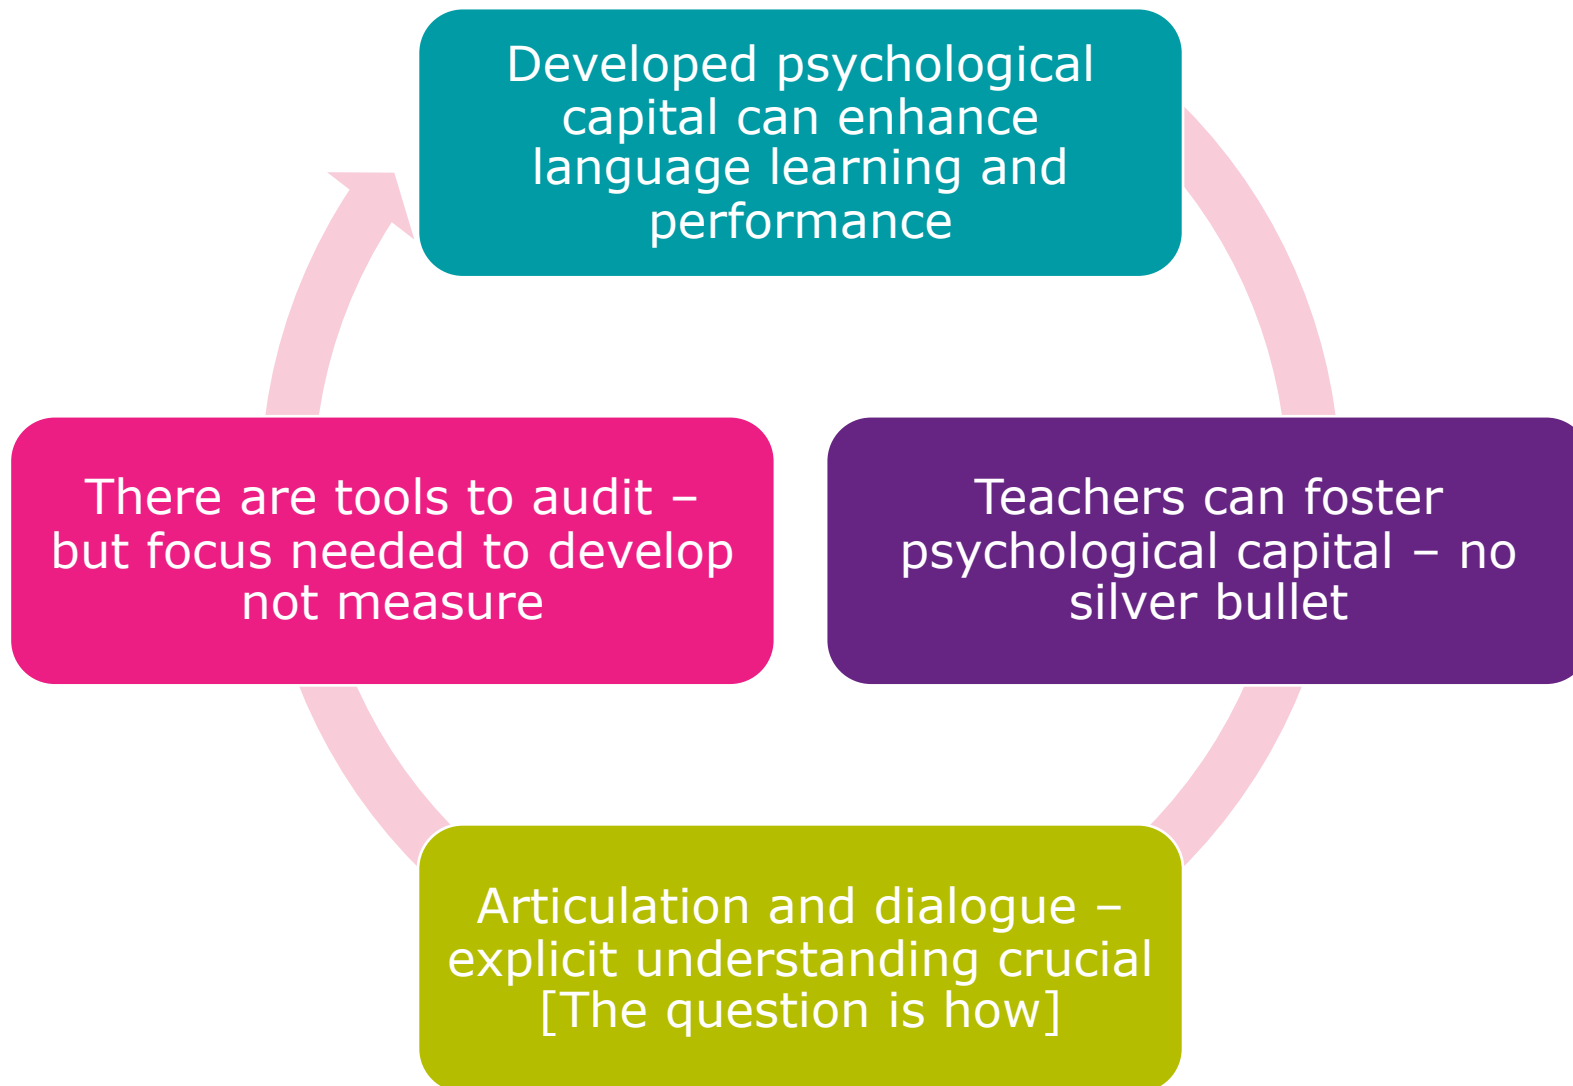 Developed psychological
capital can enhance
language learning and
performance
Teachers can foster
psychological capital – no
silver bullet
Articulation and dialogue –
explicit understanding crucial
[The question is how]
There are tools to audit –
but focus needed to develop
not measure